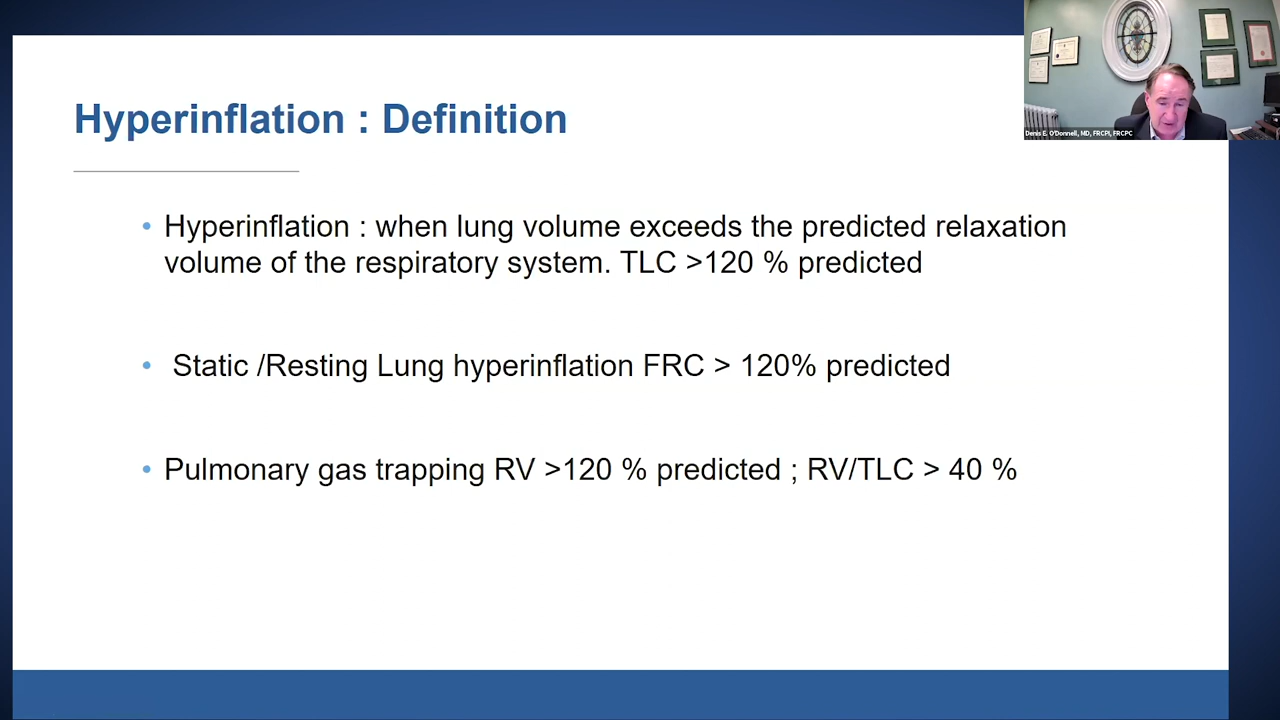 Hyperinflation : Definition
Denis E. O'Donnell, MD, FRCPI, FRCPC
• Hyperinflation : when lung volume exceeds the predicted relaxation
volume of the respiratory system. TLC >120 % predicted
• Static /Resting Lung hyperinflation FRC > 120% predicted
• Pulmonary gas trapping RV >120 % predicted ; RV/TLC > 40 %